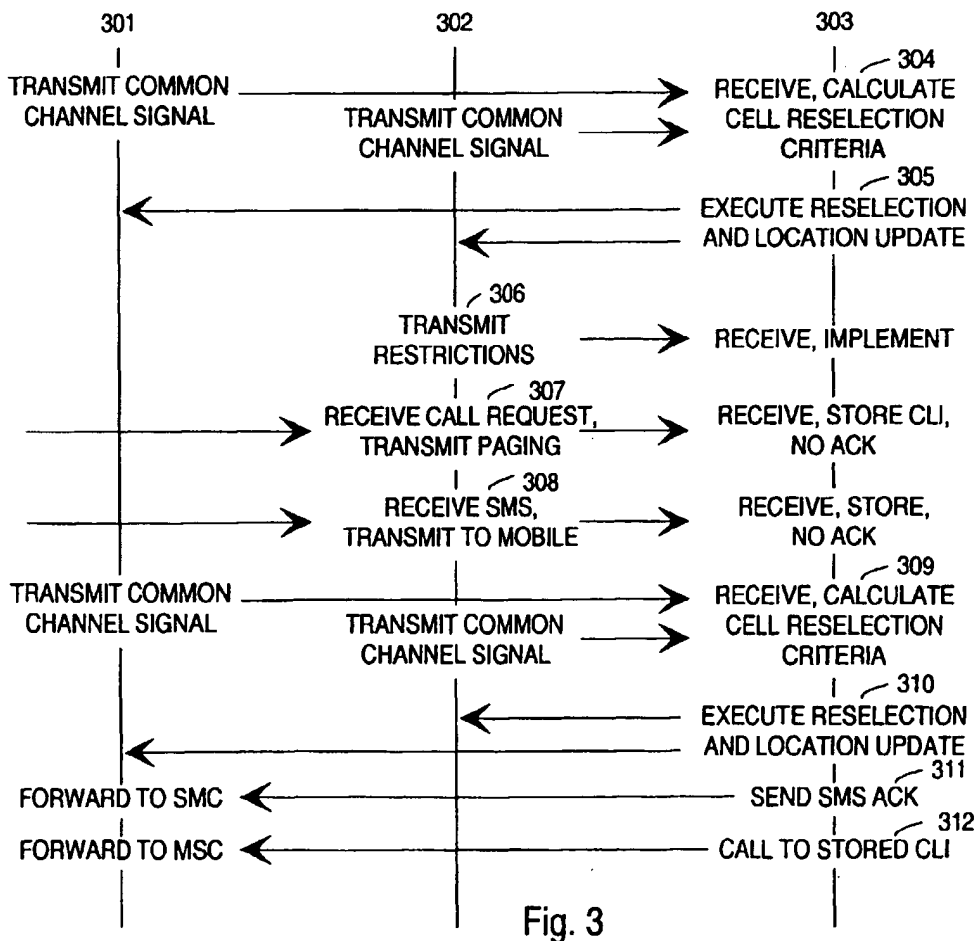 301
302
303
TRANSMIT COMMON
CHANNEL SIGNAL
304
RECEIVE, CALCULATE
CELL RESELECTION
CRITERIA
TRANSMIT COMMON
CHANNEL SIGNAL
305
EXECUTE RESELECTION
AND LOCATION UPDATE
306
TRANSMIT
RESTRICTIONS
RECEIVE, IMPLEMENT
307
RECEIVE CALL REQUEST,
TRANSMIT PAGING
RECEIVE, STORE CLI,
NO ACK
308
RECEIVE SMS,
TRANSMIT TO MOBILE
RECEIVE, STORE,
NO ACK
TRANSMIT COMMON
CHANNEL SIGNAL
309
RECEIVE, CALCULATE
CELL RESELECTION
CRITERIA
TRANSMIT COMMON
CHANNEL SIGNAL
310
EXECUTE RESELECTION
AND LOCATION UPDATE
311
FORWARD TO SMC
SEND SMS ACK
312
FORWARD TO MSC
CALL TO STORED CLI
Fig. 3